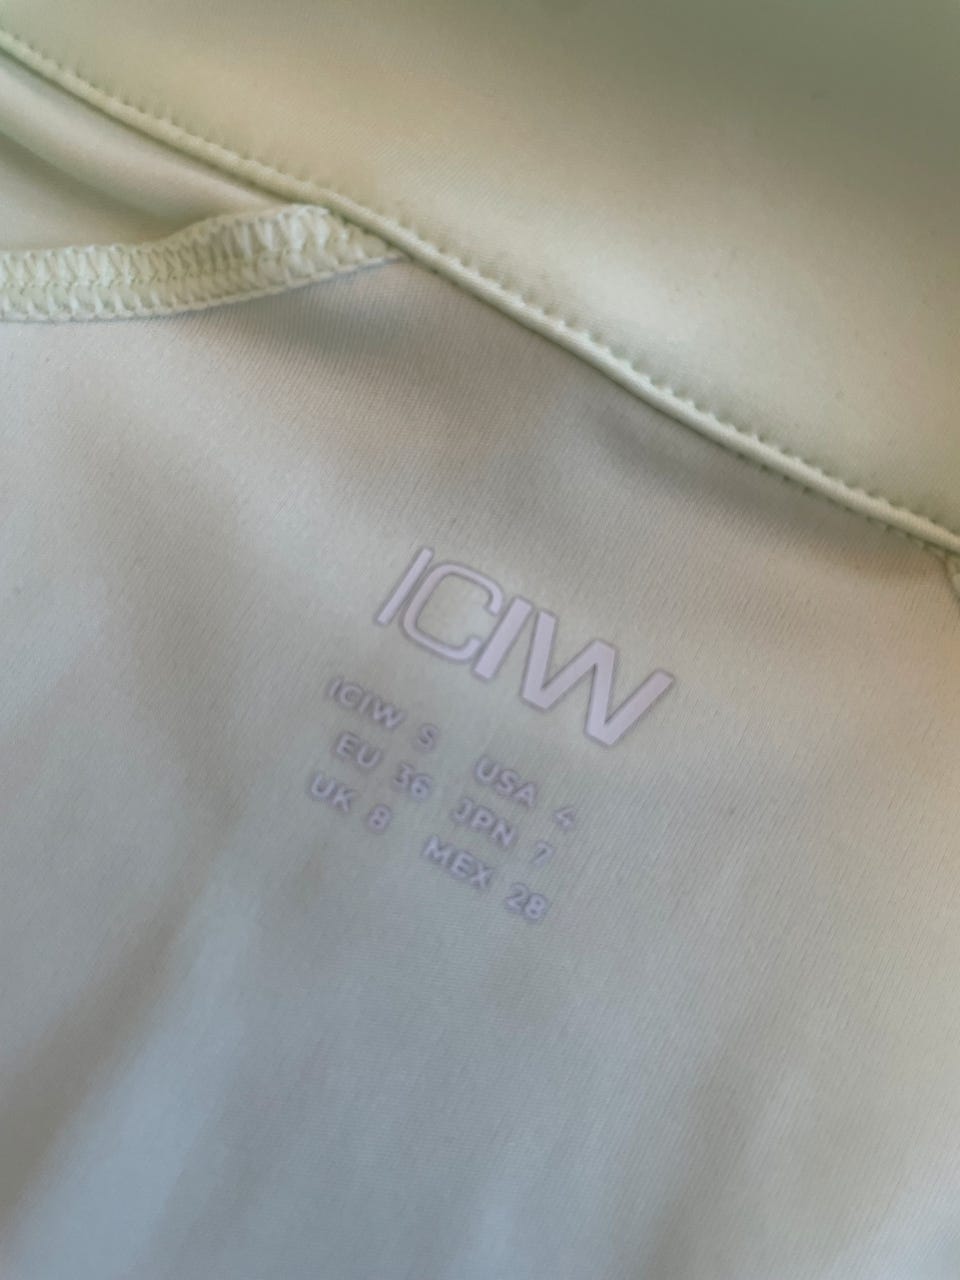 ICIW
ICIW S USA 4
EU 36 JPN 7
UK 8 MEX 28